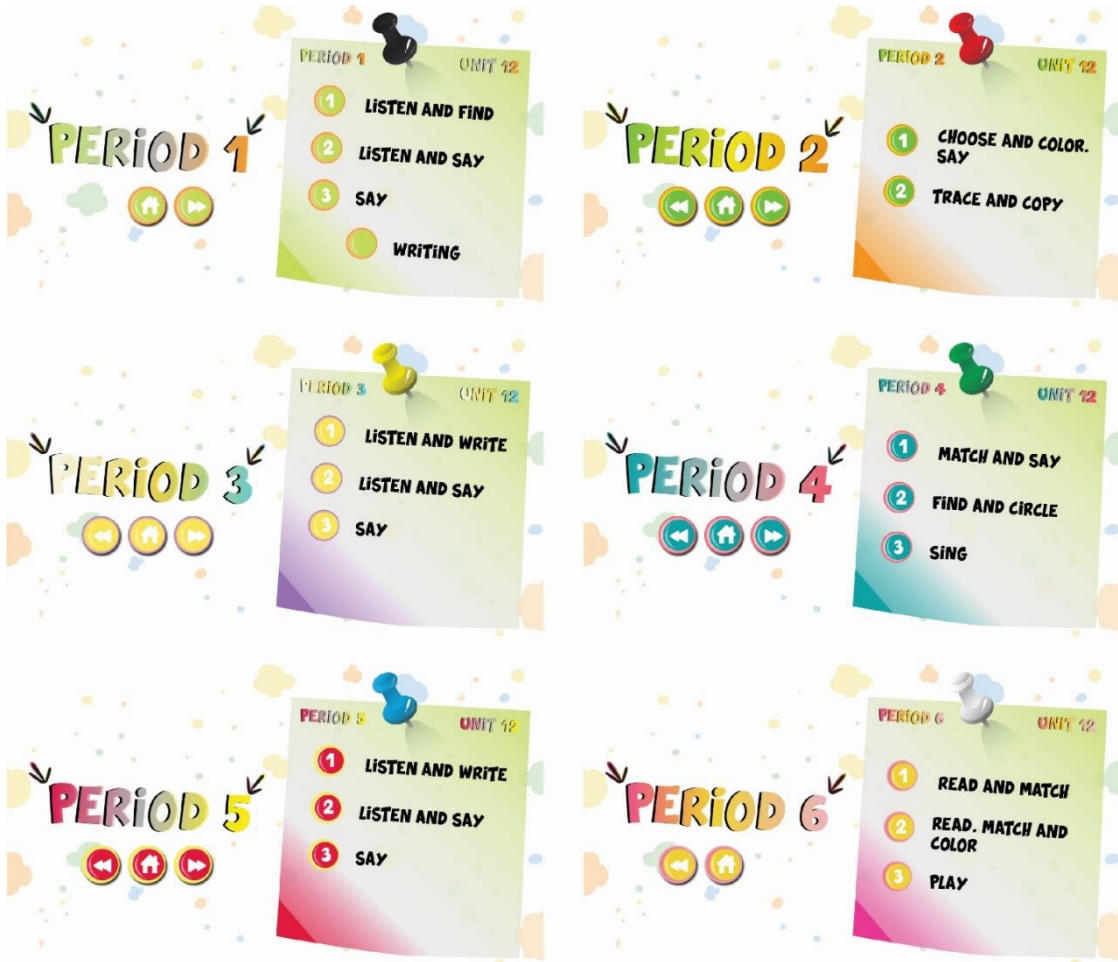 PERiOD 1
PERiOD 1 UNiT 12
1 LiSTEN AND FiND
2 LiSTEN AND SAY
3 SAY
WRiTiNG
PERiOD 2
PERiOD 2 UNiT 12
1 CHOOSE AND COLOR.
SAY
2 TRACE AND COPY
PERiOD 3
PERiOD 3 UNiT 12
1 LiSTEN AND WRiTE
2 LiSTEN AND SAY
3 SAY
PERiOD 4
PERiOD 4 UNiT 12
1 MATCH AND SAY
2 FiND AND CiRCLE
3 SiNG
PERiOD 5
PERiOD 5 UNiT 12
1 LiSTEN AND WRiTE
2 LiSTEN AND SAY
3 SAY
PERiOD 6
PERiOD 6 UNiT 12
1 READ AND MATCH
2 READ. MATCH AND
COLOR
3 PLAY